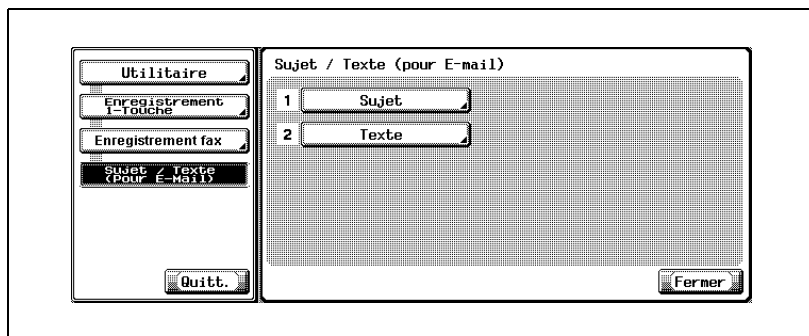 Utilitaire
Enregistrement
1-Touche
Enregistrement fax
Sujet / Texte
(Pour E-Mail)
Quitt.
Sujet / Texte (pour E-mail)
1 Sujet
2 Texte
Fermer